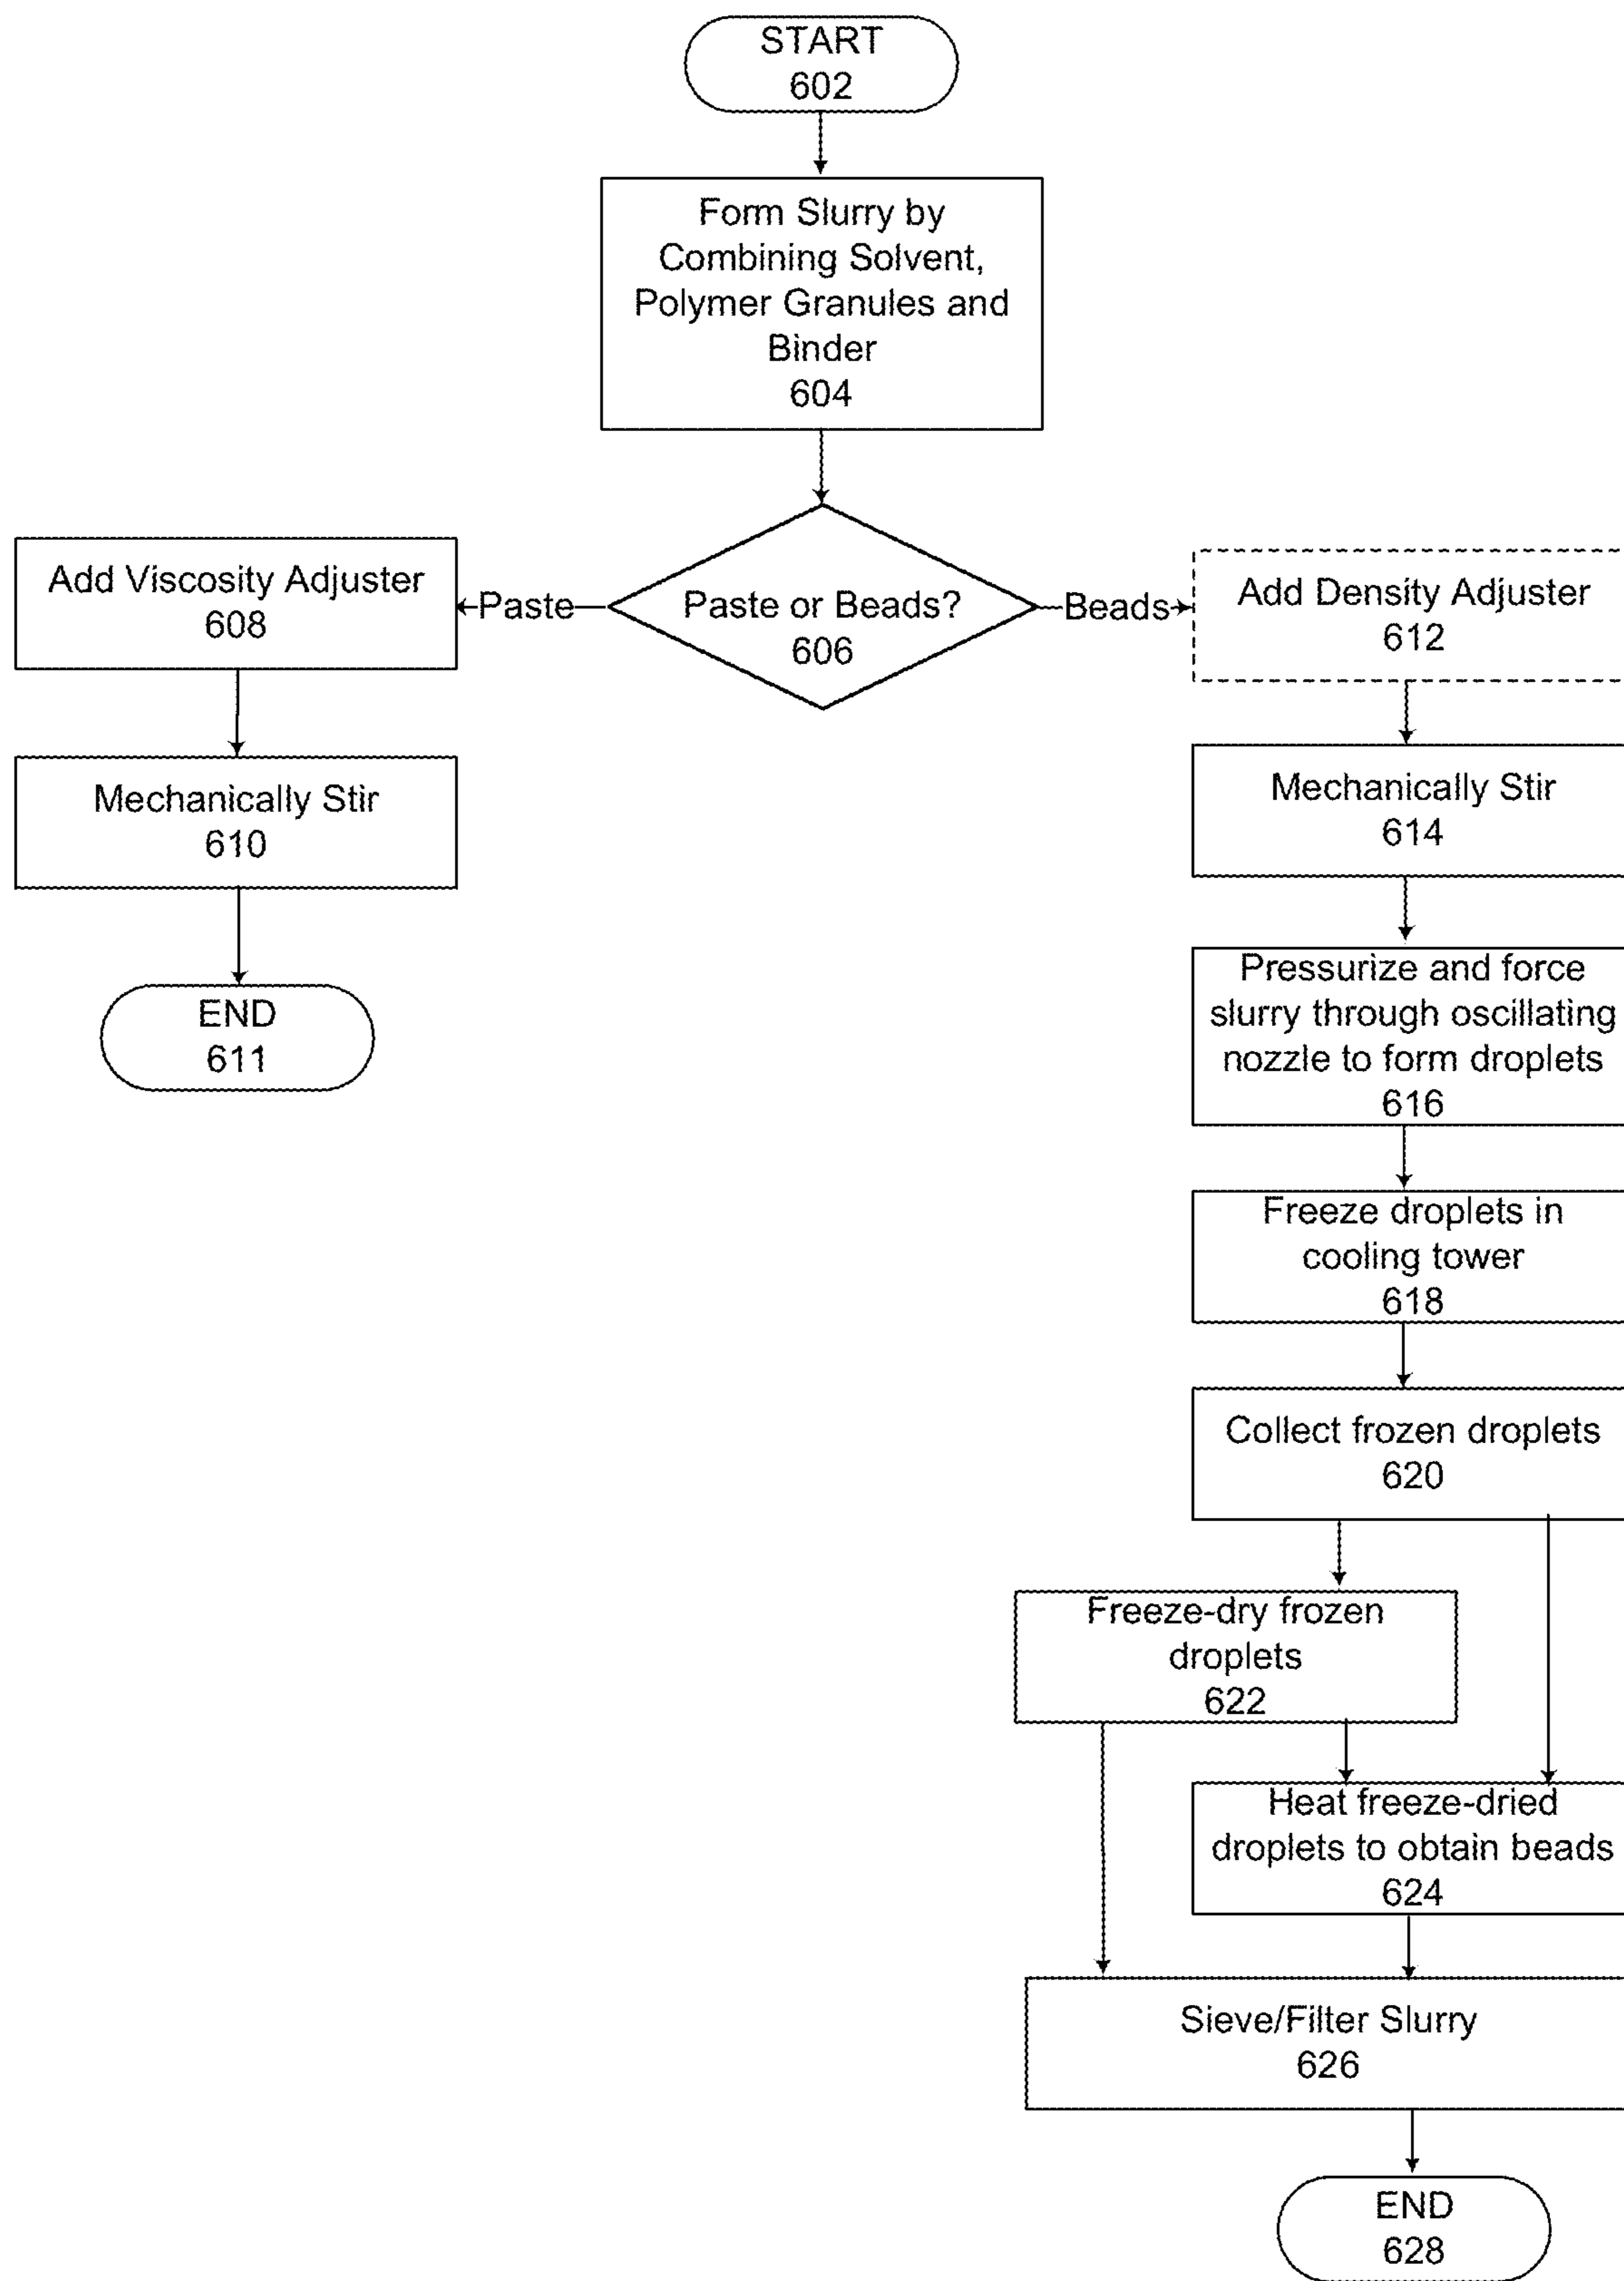 START
602
Form Slurry by
Combining Solvent,
Polymer Granules and
Binder
604
Paste or Beads?
606
Paste
Beads
Add Viscosity Adjuster
608
Mechanically Stir
610
END
611
Add Density Adjuster
612
Mechanically Stir
614
Pressurize and force
slurry through oscillating
nozzle to form droplets
616
Freeze droplets in
cooling tower
618
Collect frozen droplets
620
Freeze-dry frozen
droplets
622
Heat freeze-dried
droplets to obtain beads
624
Sieve/Filter Slurry
626
END
628